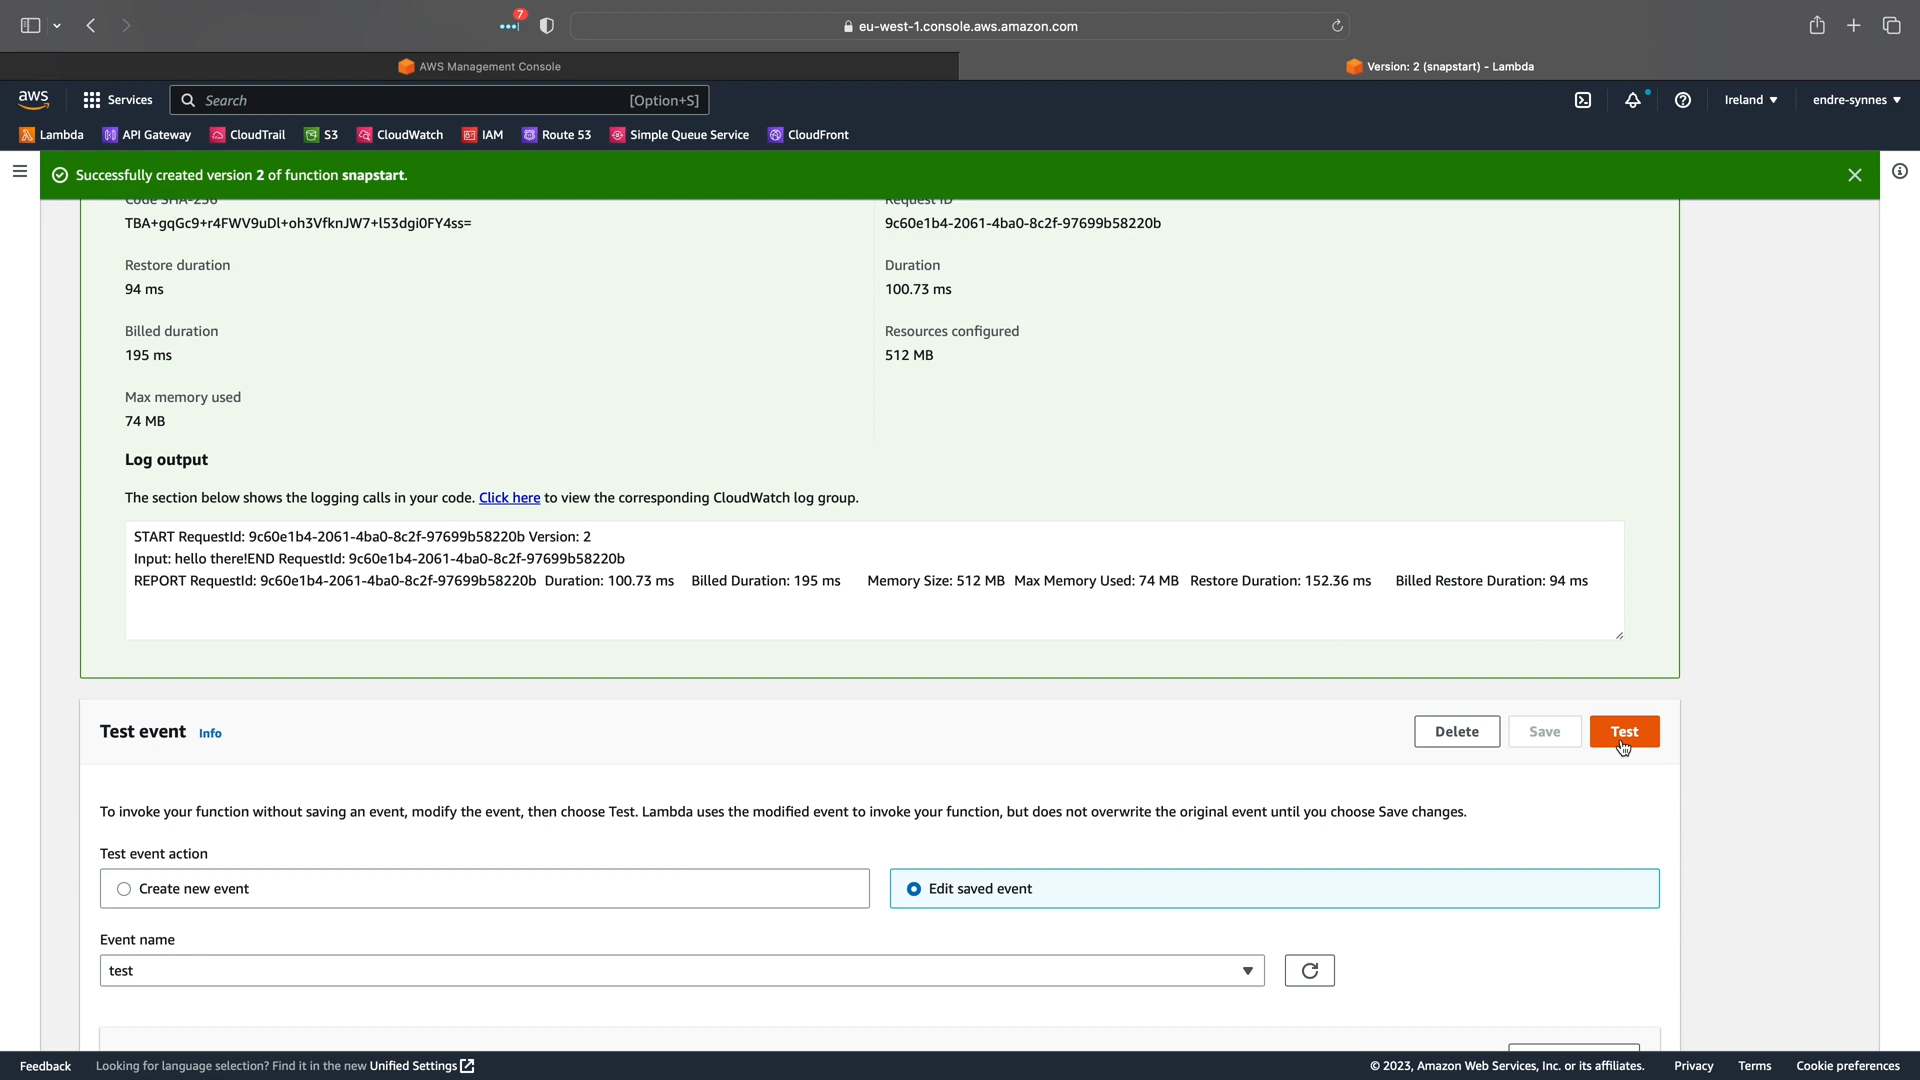 7
eu-west-1.console.aws.amazon.com
AWS Management Console
Version: 2 (snapstart) - Lambda
aws
Services
Search
[Option+S]
Ireland ▼
endre-synnes ▼
Lambda
API Gateway
CloudTrail
S3
CloudWatch
IAM
Route 53
Simple Queue Service
CloudFront
Successfully created version 2 of function snapstart.
Code SHA-256
Request ID
TBA+gqGc9+r4FWV9uDl+oh3VfknJW7+l53dgi0FY4ss=
9c60e1b4-2061-4ba0-8c2f-97699b58220b
Restore duration
Duration
94 ms
100.73 ms
Billed duration
Resources configured
195 ms
512 MB
Max memory used
74 MB
Log output
The section below shows the logging calls in your code. Click here to view the corresponding CloudWatch log group.
START RequestId: 9c60e1b4-2061-4ba0-8c2f-97699b58220b Version: 2
Input: hello there!END RequestId: 9c60e1b4-2061-4ba0-8c2f-97699b58220b
REPORT RequestId: 9c60e1b4-2061-4ba0-8c2f-97699b58220b Duration: 100.73 ms Billed Duration: 195 ms Memory Size: 512 MB Max Memory Used: 74 MB Restore Duration: 152.36 ms Billed Restore Duration: 94 ms
Test event Info
Delete
Save
Test
To invoke your function without saving an event, modify the event, then choose Test. Lambda uses the modified event to invoke your function, but does not overwrite the original event until you choose Save changes.
Test event action
Create new event
Edit saved event
Event name
test
Feedback
Looking for language selection? Find it in the new Unified Settings
© 2023, Amazon Web Services, Inc. or its affiliates.
Privacy
Terms
Cookie preferences